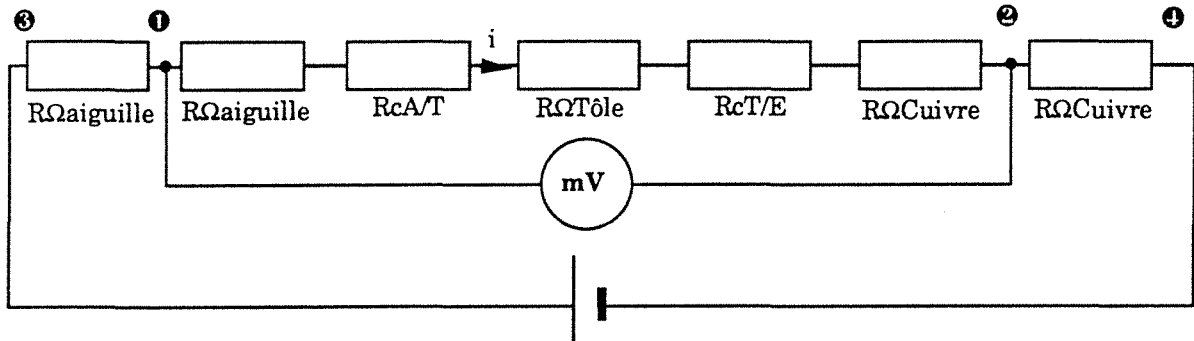 ❸ ❶ i ❷ ❹
RΩaiguille RΩaiguille RcA/T RΩTôle RcT/E RΩCuivre RΩCuivre
mV